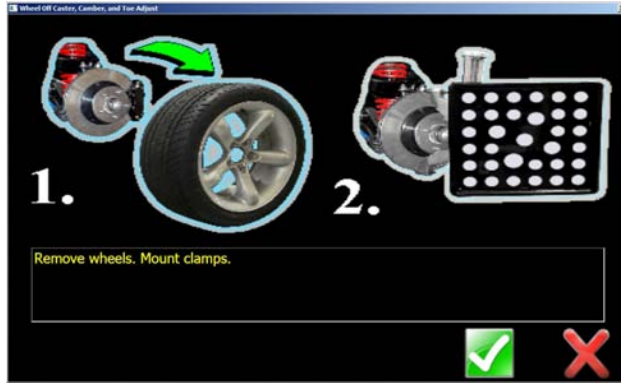 Wheel Off Caster, Camber, and Toe Adjust
1.
2.
Remove wheels. Mount clamps.